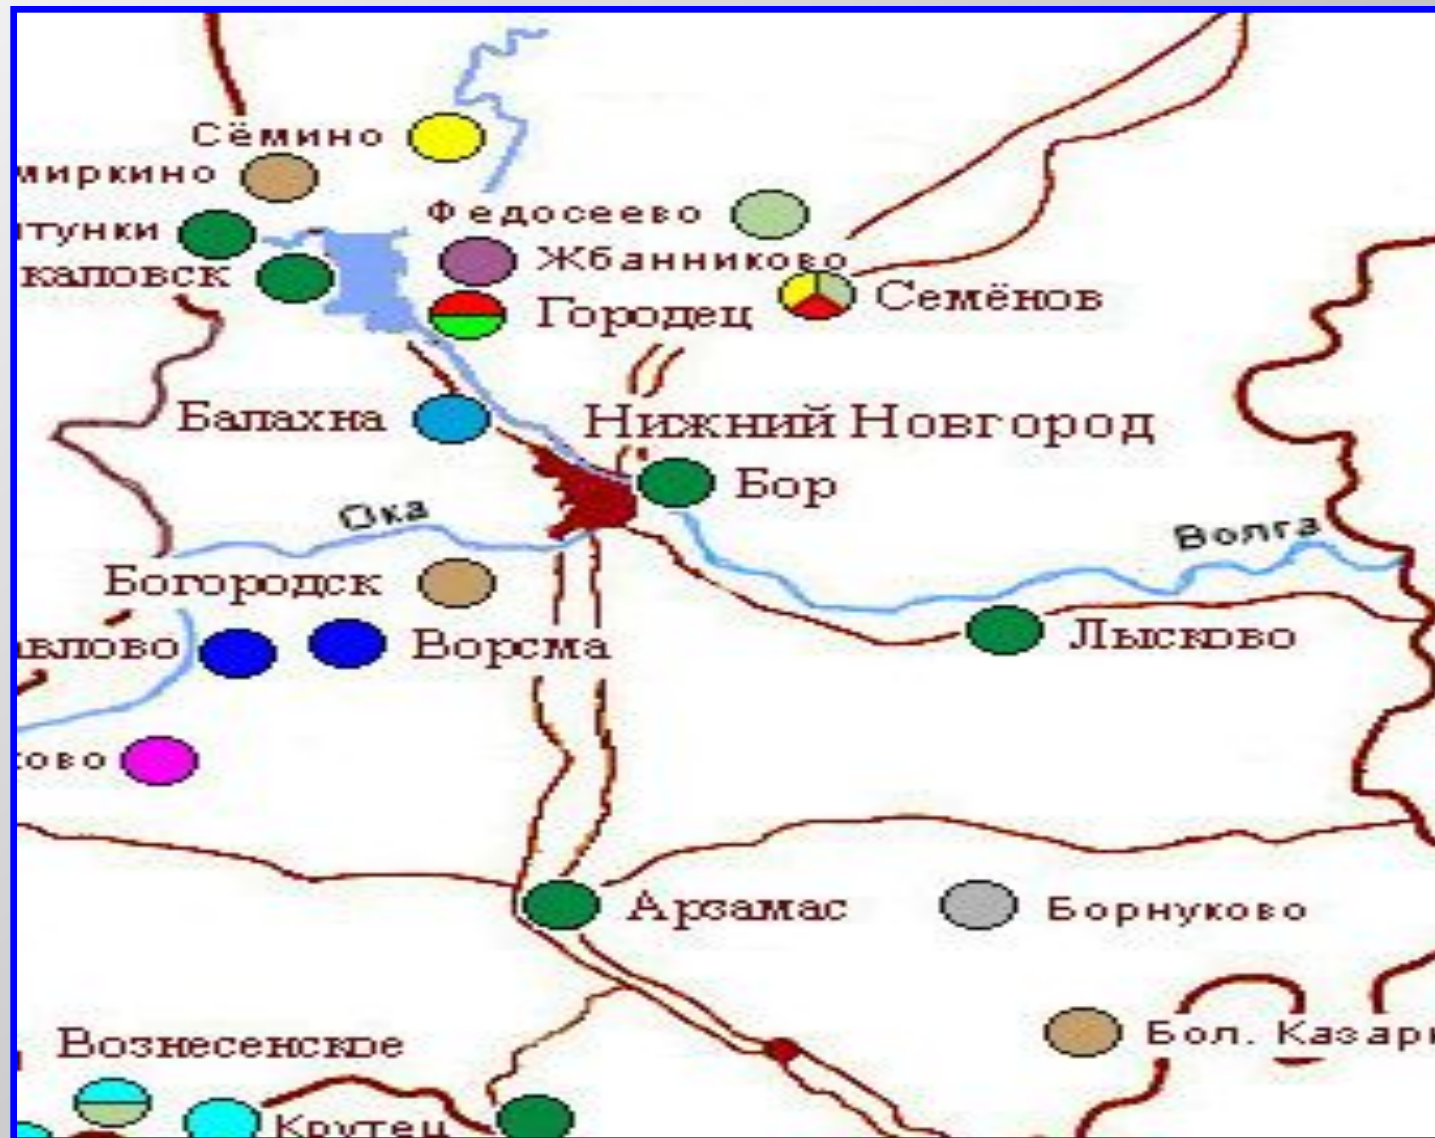 Сёмино
миркино
Федосеево
тунки
Жбанниково
каловск
Городец
Семёнов
Балахна
Нижний Новгород
Бор
Ока
Волга
Богородск
авлово
Ворсма
Лысково
ково
Арзамас
Борнуково
Вознесенское
Бол. Казари
Крутец